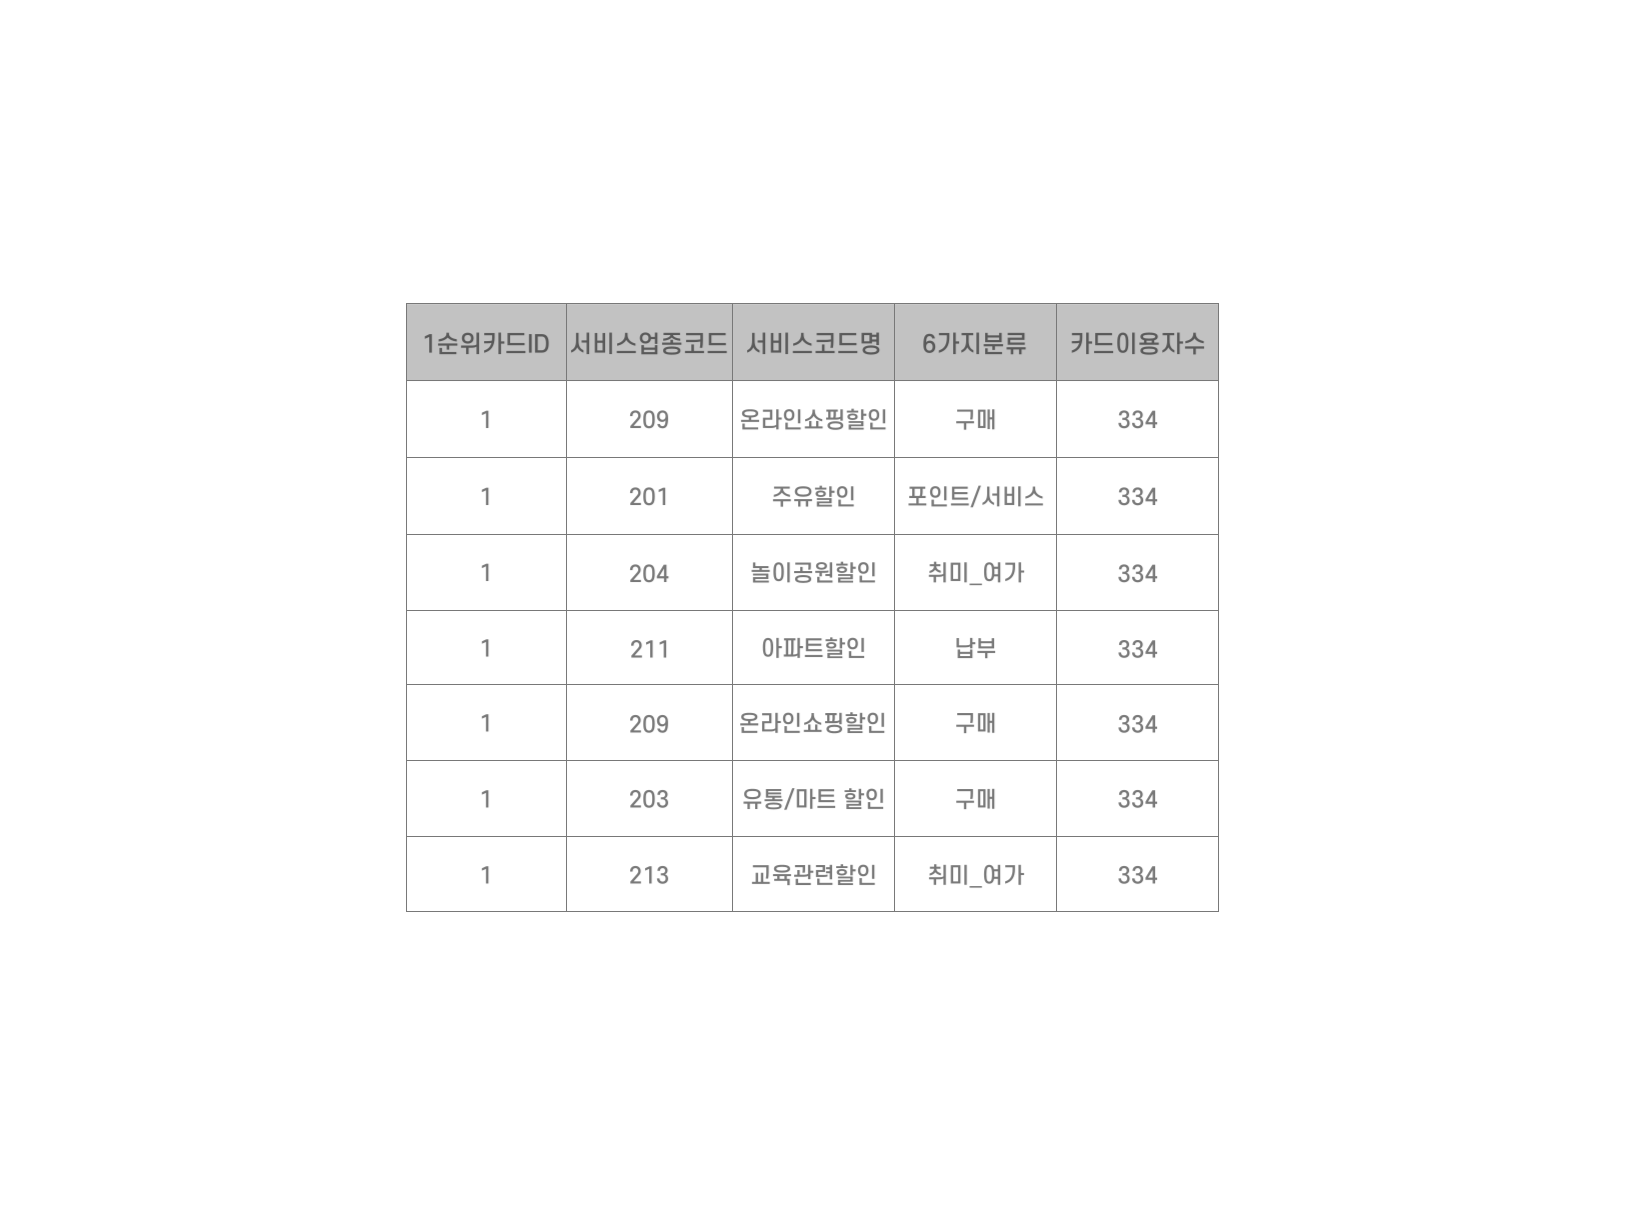 1순위카드ID 서비스업종코드 서비스코드명 6가지분류 카드이용자수
1 209 온라인쇼핑할인 구매 334
1 201 주유할인 포인트/서비스 334
1 204 놀이공원할인 취미_여가 334
1 211 아파트할인 납부 334
1 209 온라인쇼핑할인 구매 334
1 203 유통/마트 할인 구매 334
1 213 교육관련할인 취미_여가 334